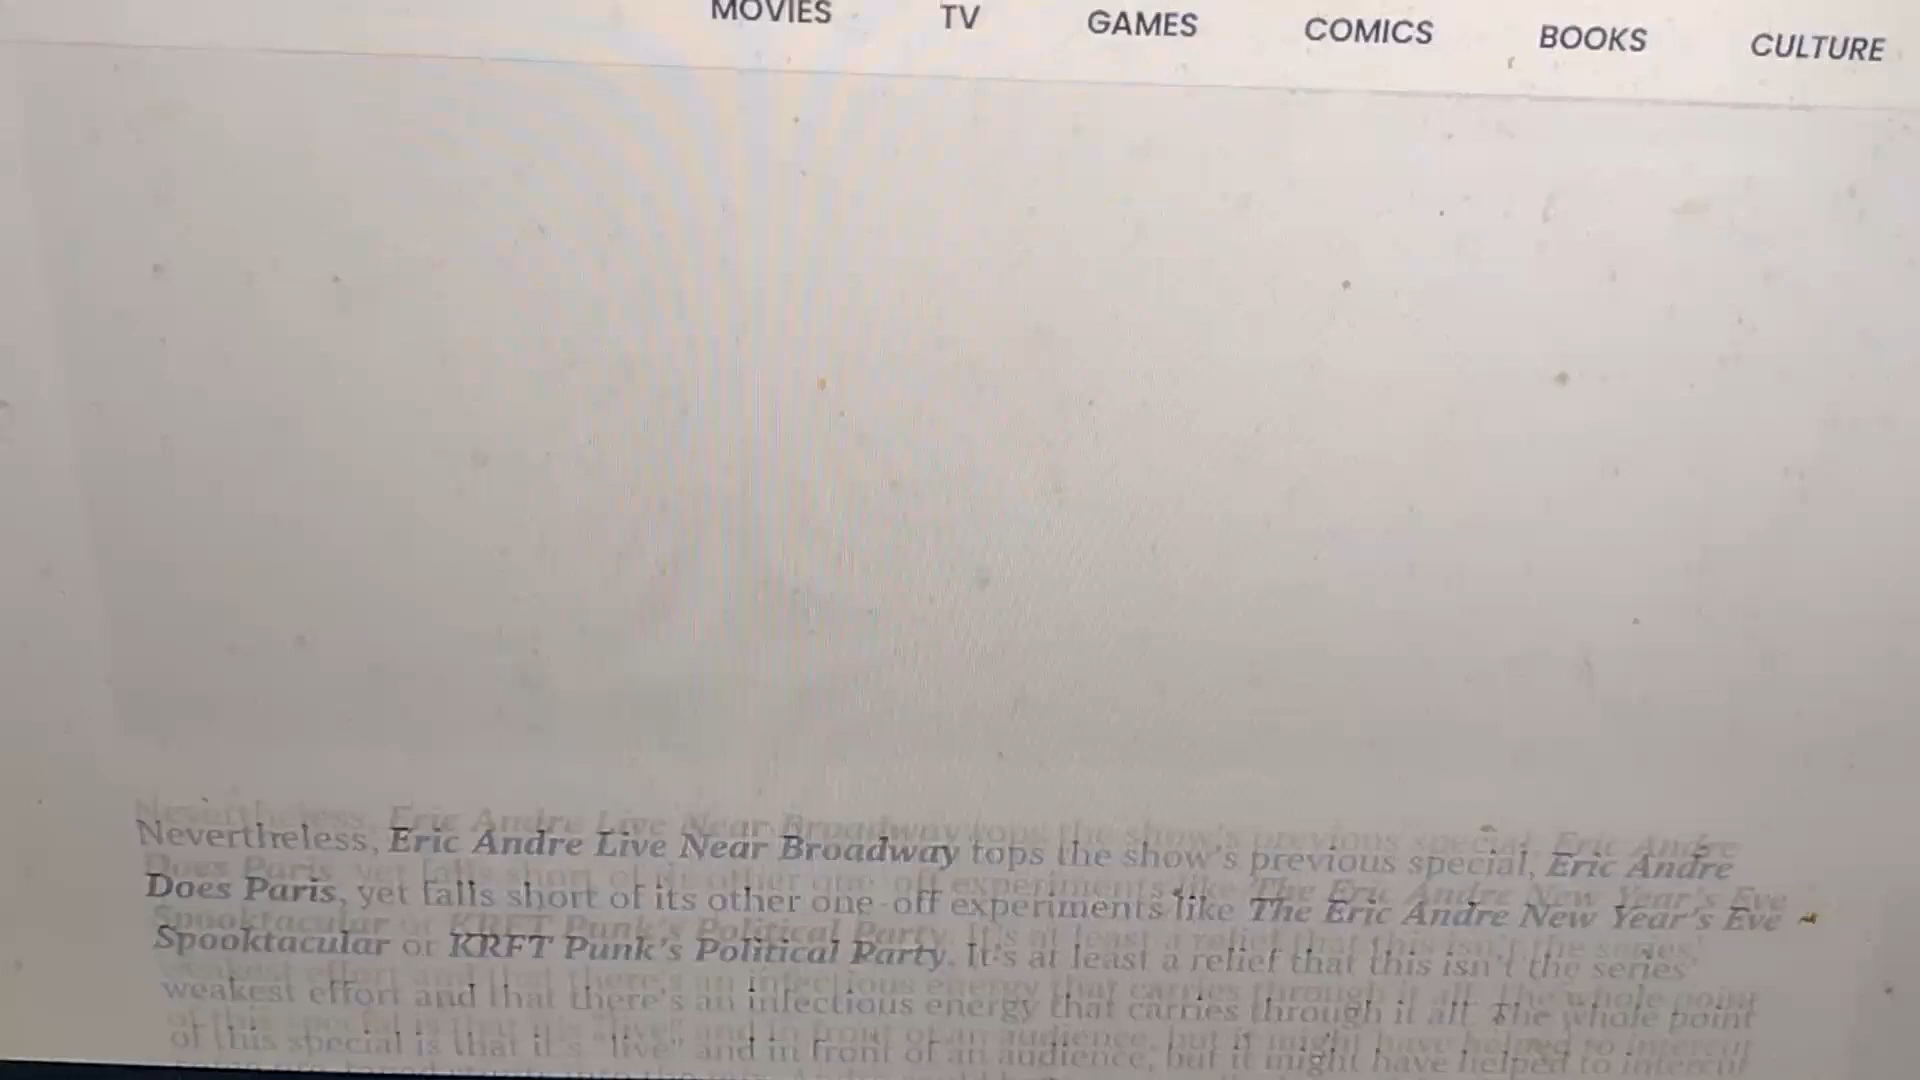 MOVIES TV GAMES COMICS BOOKS CULTURE
Nevertheless, Eric Andre Live Near Broadway tops the show's previous special, Eric Andre
Does Paris, yet falls short of its other one-off experiments like The Eric Andre New Year's Eve
Spooktacular or KRFT Punk's Political Party. It's at least a relief that this isn't the series'
weakest effort and that there's an infectious energy that carries through it all. The whole point
of this special is that it's "live" and in front of an audience, but it might have helped to intercut